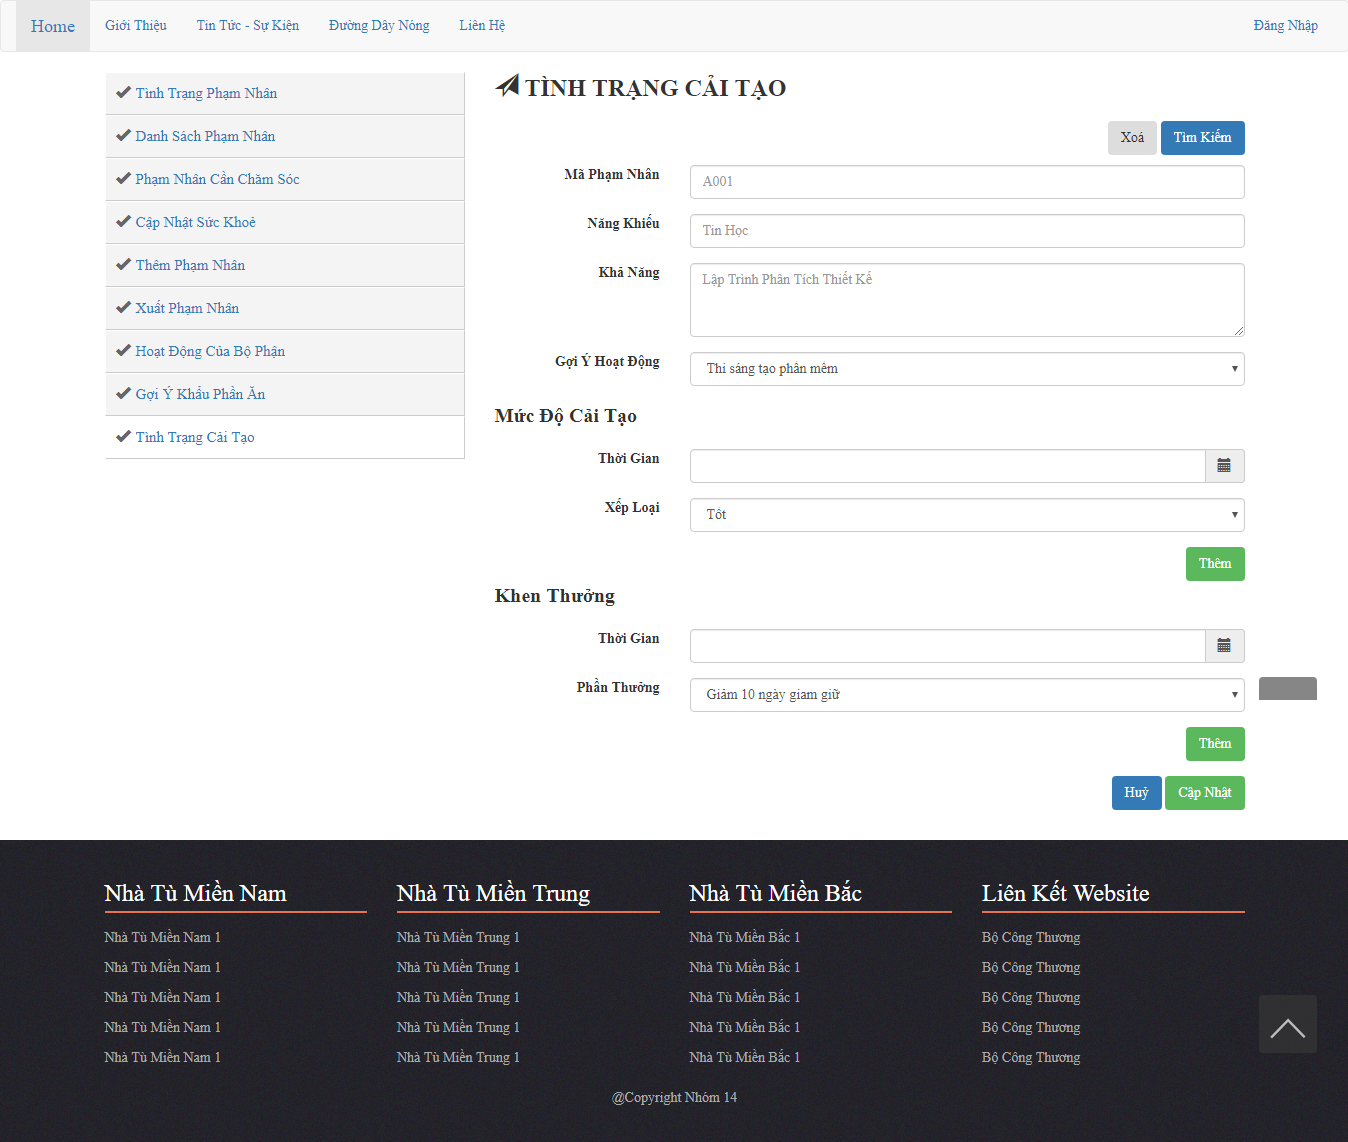 Home Giới Thiệu Tin Tức - Sự Kiện Đường Dây Nóng Liên Hệ Đăng Nhập
Tình Trạng Phạm Nhân
Danh Sách Phạm Nhân
Phạm Nhân Cần Chăm Sóc
Cập Nhật Sức Khoẻ
Thêm Phạm Nhân
Xuất Phạm Nhân
Hoạt Động Của Bộ Phận
Gợi Ý Khẩu Phần Ăn
Tình Trạng Cải Tạo
TÌNH TRẠNG CẢI TẠO
Xoá Tìm Kiếm
Mã Phạm Nhân A001
Năng Khiếu Tin Học
Khả Năng Lập Trình Phân Tích Thiết Kế
Gợi Ý Hoạt Động Thi sáng tạo phần mềm
Mức Độ Cải Tạo
Thời Gian
Xếp Loại Tốt
Thêm
Khen Thưởng
Thời Gian
Phần Thưởng Giảm 10 ngày giam giữ
Thêm
Huỷ Cập Nhật
Nhà Tù Miền Nam Nhà Tù Miền Trung Nhà Tù Miền Bắc Liên Kết Website
Nhà Tù Miền Nam 1 Nhà Tù Miền Trung 1 Nhà Tù Miền Bắc 1 Bộ Công Thương
Nhà Tù Miền Nam 1 Nhà Tù Miền Trung 1 Nhà Tù Miền Bắc 1 Bộ Công Thương
Nhà Tù Miền Nam 1 Nhà Tù Miền Trung 1 Nhà Tù Miền Bắc 1 Bộ Công Thương
Nhà Tù Miền Nam 1 Nhà Tù Miền Trung 1 Nhà Tù Miền Bắc 1 Bộ Công Thương
Nhà Tù Miền Nam 1 Nhà Tù Miền Trung 1 Nhà Tù Miền Bắc 1 Bộ Công Thương
@Copyright Nhóm 14